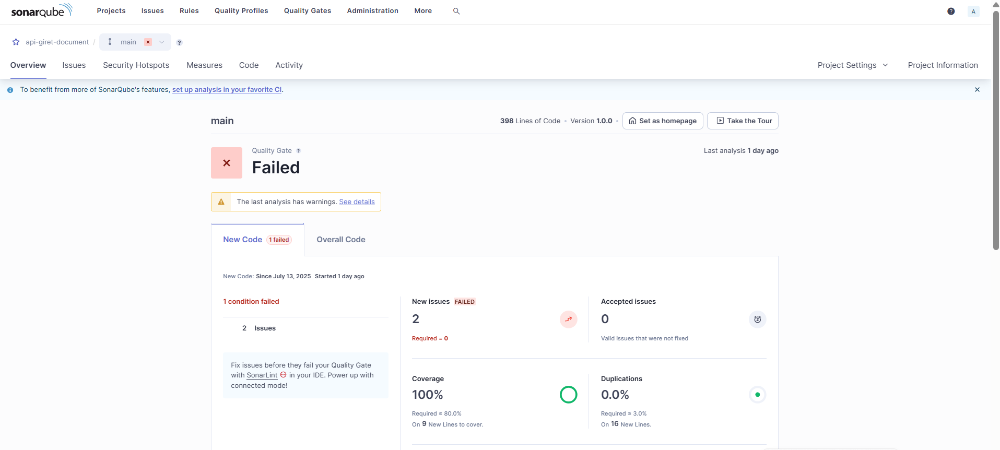 sonarqube Projects Issues Rules Quality Profiles Quality Gates Administration More ? A
api-giret-document / main ?
Overview Issues Security Hotspots Measures Code Activity Project Settings Project Information
To benefit from more of SonarQube's features, set up analysis in your favorite CI.
main 398 Lines of Code • Version 1.0.0 • Set as homepage Take the Tour
Quality Gate ? Last analysis 1 day ago
Failed
The last analysis has warnings. See details
New Code 1 failed Overall Code
New Code: Since July 13, 2025 Started 1 day ago
1 condition failed
2 Issues
Fix issues before they fail your Quality Gate
with SonarLint in your IDE. Power up with
connected mode!
New issues FAILED
2
Required = 0
Accepted issues
0
Valid issues that were not fixed
Coverage
100%
Required ≥ 80.0%
On 9 New Lines to cover.
Duplications
0.0%
Required ≤ 3.0%
On 16 New Lines.